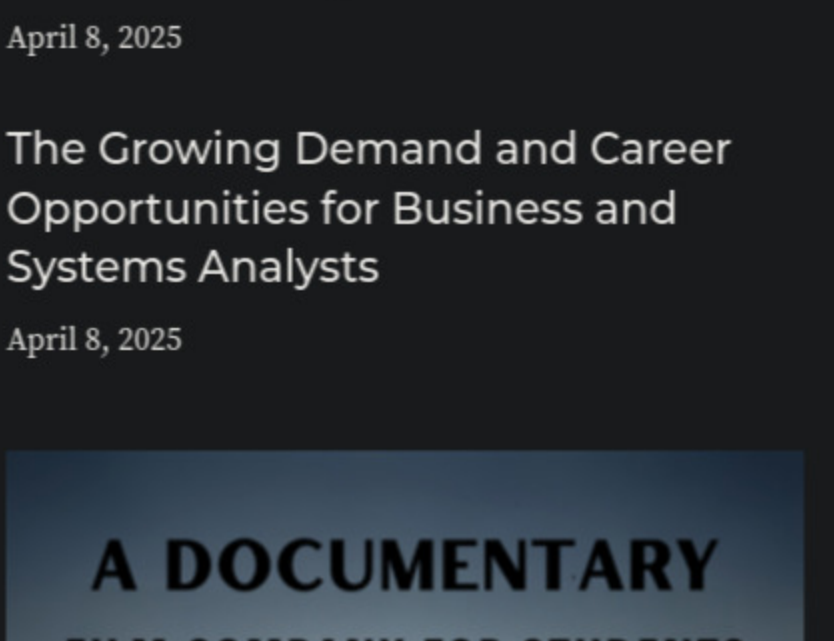 April 8, 2025
The Growing Demand and Career
Opportunities for Business and
Systems Analysts
April 8, 2025
A DOCUMENTARY